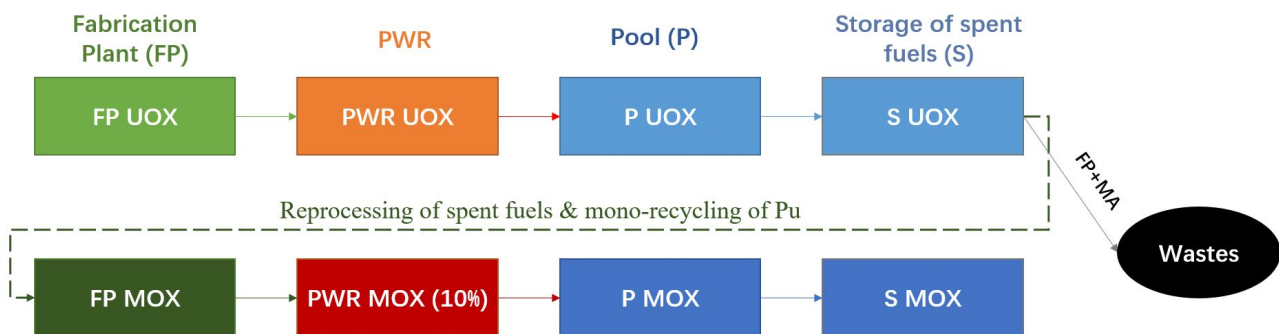 Fabrication
Plant (FP)
PWR
Pool (P)
Storage of spent
fuels (S)
FP UOX
PWR UOX
P UOX
S UOX
FP+MA
Reprocessing of spent fuels & mono-recycling of Pu
Wastes
FP MOX
PWR MOX (10%)
P MOX
S MOX